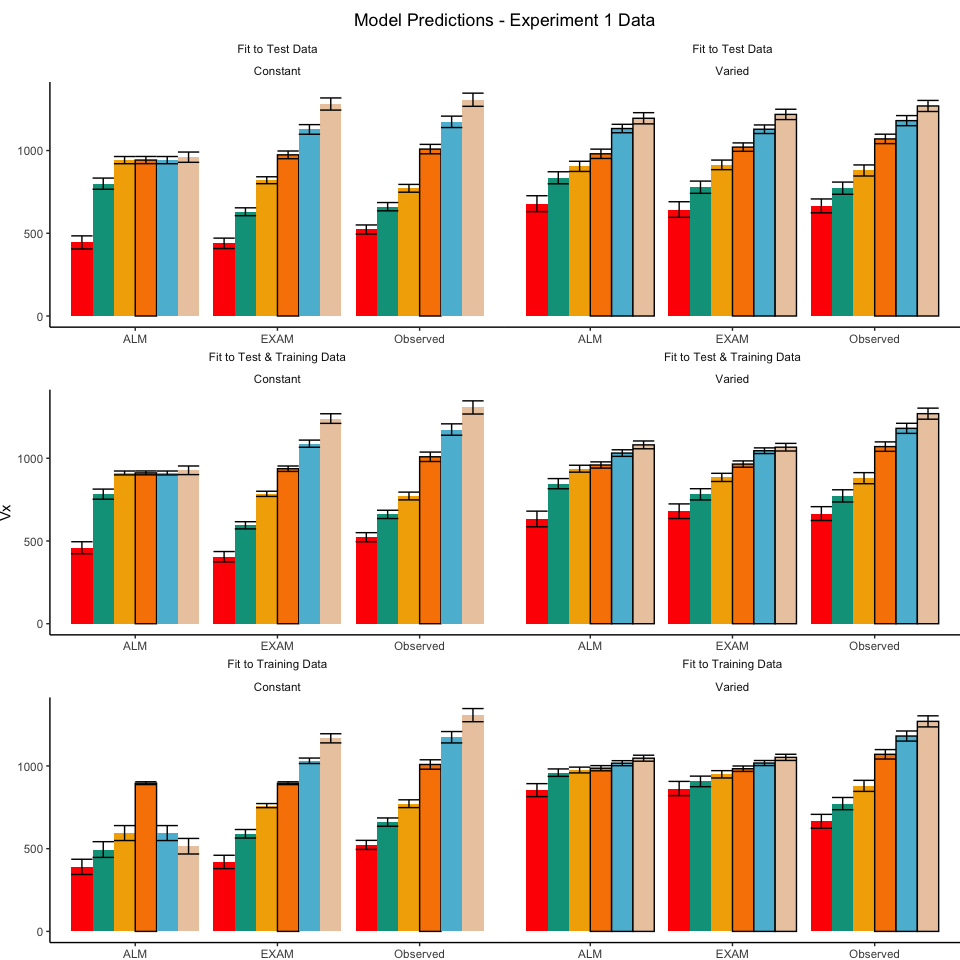 Model Predictions - Experiment 1 Data
Fit to Test Data
Constant
Fit to Test Data
Varied
1000
500
0
ALM
EXAM
Observed
ALM
EXAM
Observed
Fit to Test & Training Data
Constant
Fit to Test & Training Data
Varied
1000
500
0
Vx
ALM
EXAM
Observed
ALM
EXAM
Observed
Fit to Training Data
Constant
Fit to Training Data
Varied
1000
500
0
ALM
EXAM
Observed
ALM
EXAM
Observed